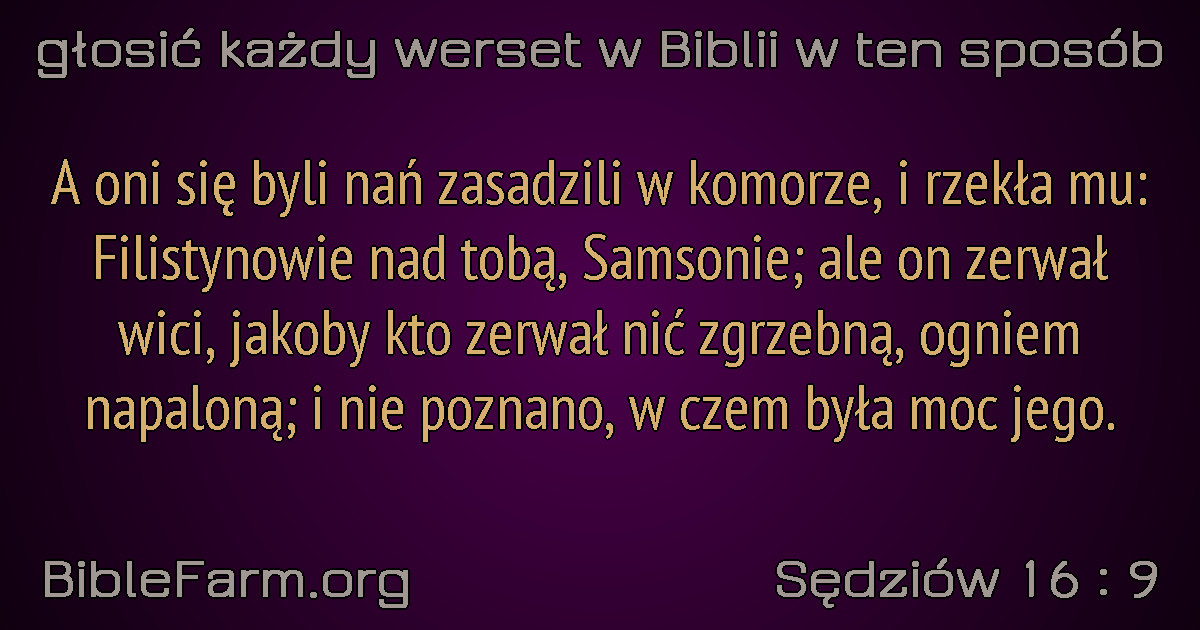 głosić każdy werset w Biblii w ten sposób
A oni się byli nań zasadzili w komorze, i rzekła mu:
Filistynowie nad tobą, Samsonie; ale on zerwał
wici, jakoby kto zerwał nić zgrzebną, ogniem
napaloną; i nie poznano, w czem była moc jego.
BibleFarm.org
Sędziów 16 : 9